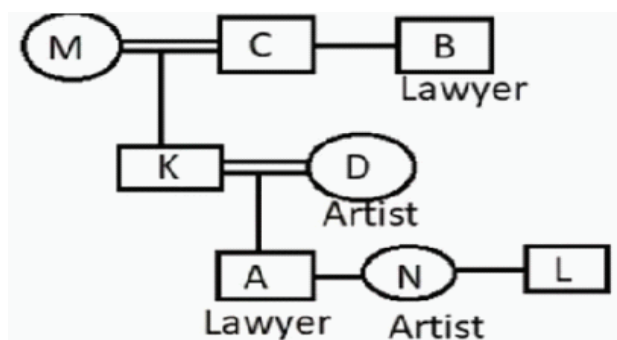 M C B
Lawyer
K D
Artist
A N L
Lawyer Artist